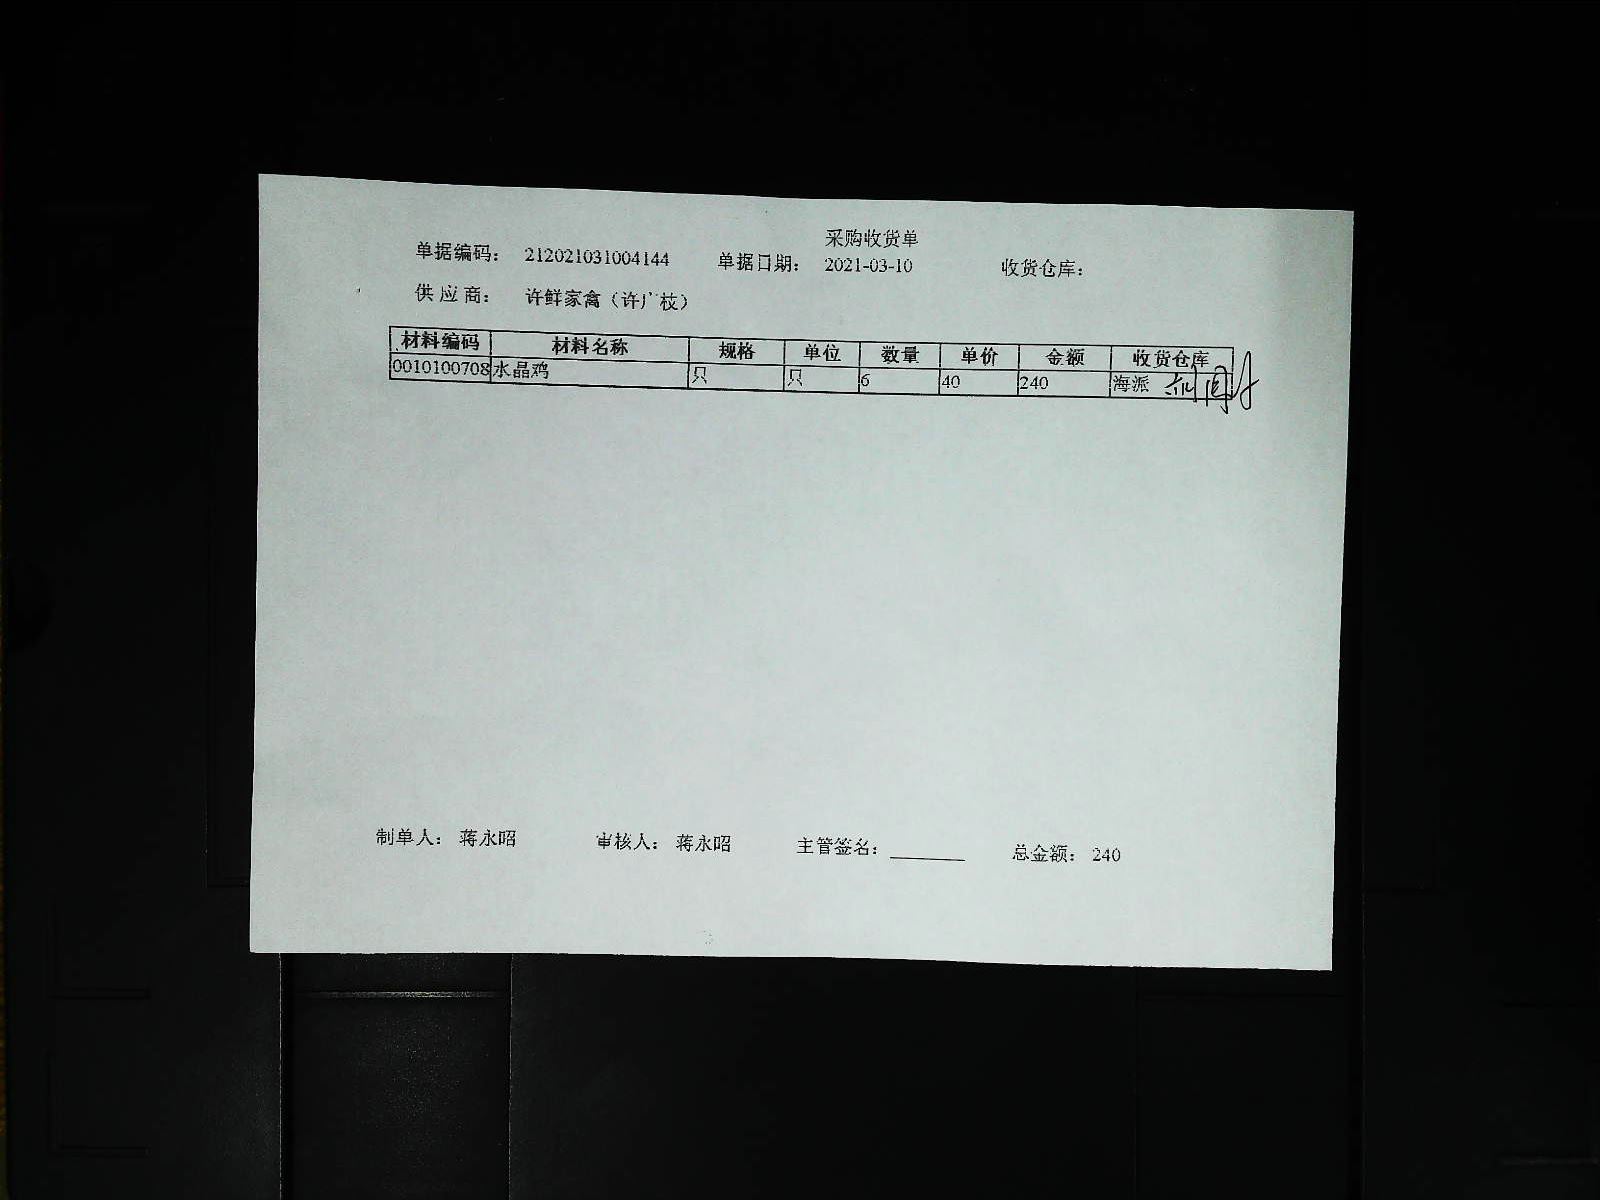 采购收货单
单据编码： 212021031004144 单据日期： 2021-03-10 收货仓库：
供 应 商： 许鲜家禽（许广枝）
材料编码 材料名称 规格 单位 数量 单价 金额 收货仓库
0010100708 水晶鸡 只 只 6 40 240 海派
制单人： 蒋永昭 审核人： 蒋永昭 主管签名： 总金额： 240